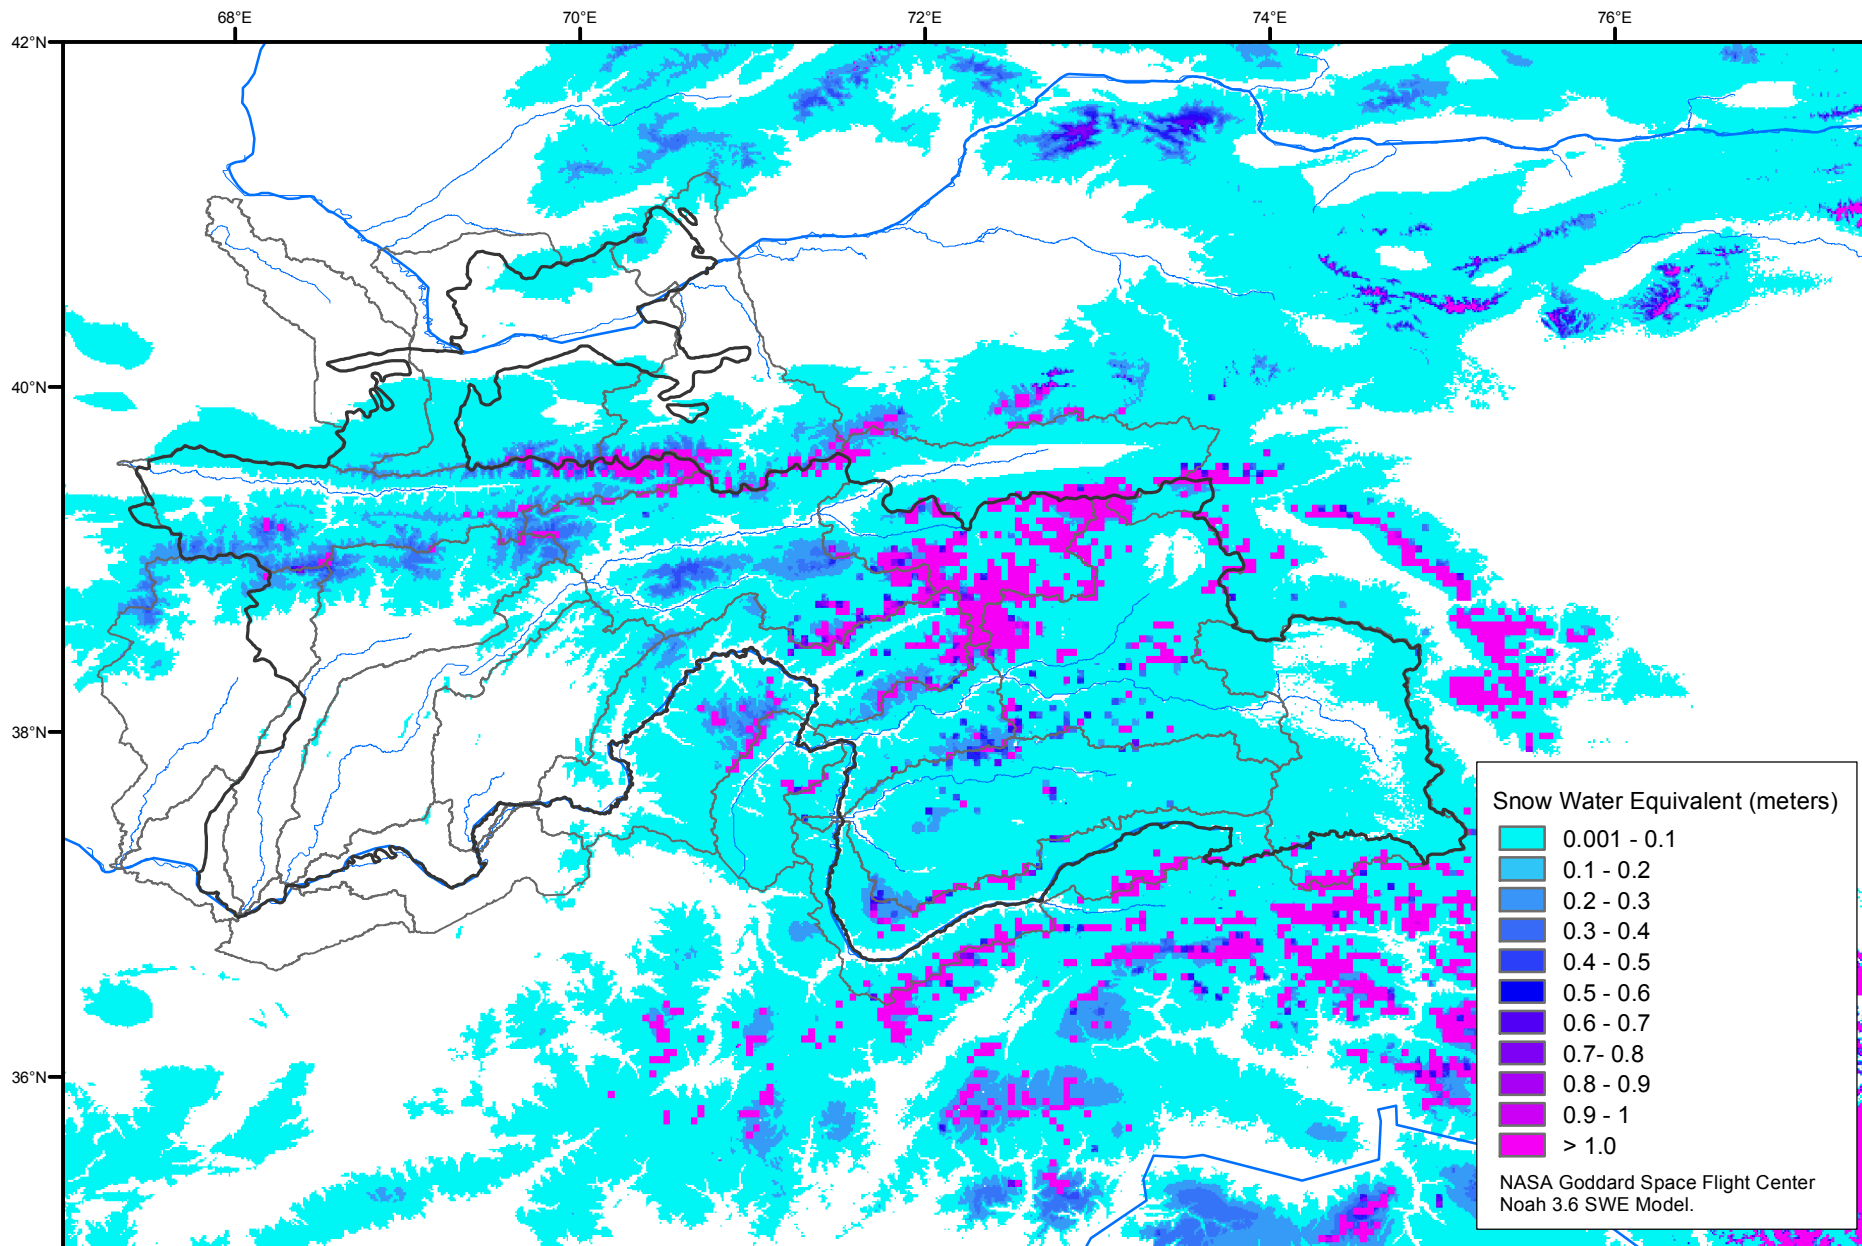 68°E 70°E 72°E 74°E 76°E
42°N
40°N
38°N
36°N
Snow Water Equivalent (meters)
0.001 - 0.1
0.1 - 0.2
0.2 - 0.3
0.3 - 0.4
0.4 - 0.5
0.5 - 0.6
0.6 - 0.7
0.7- 0.8
0.8 - 0.9
0.9 - 1
> 1.0
NASA Goddard Space Flight Center
Noah 3.6 SWE Model.